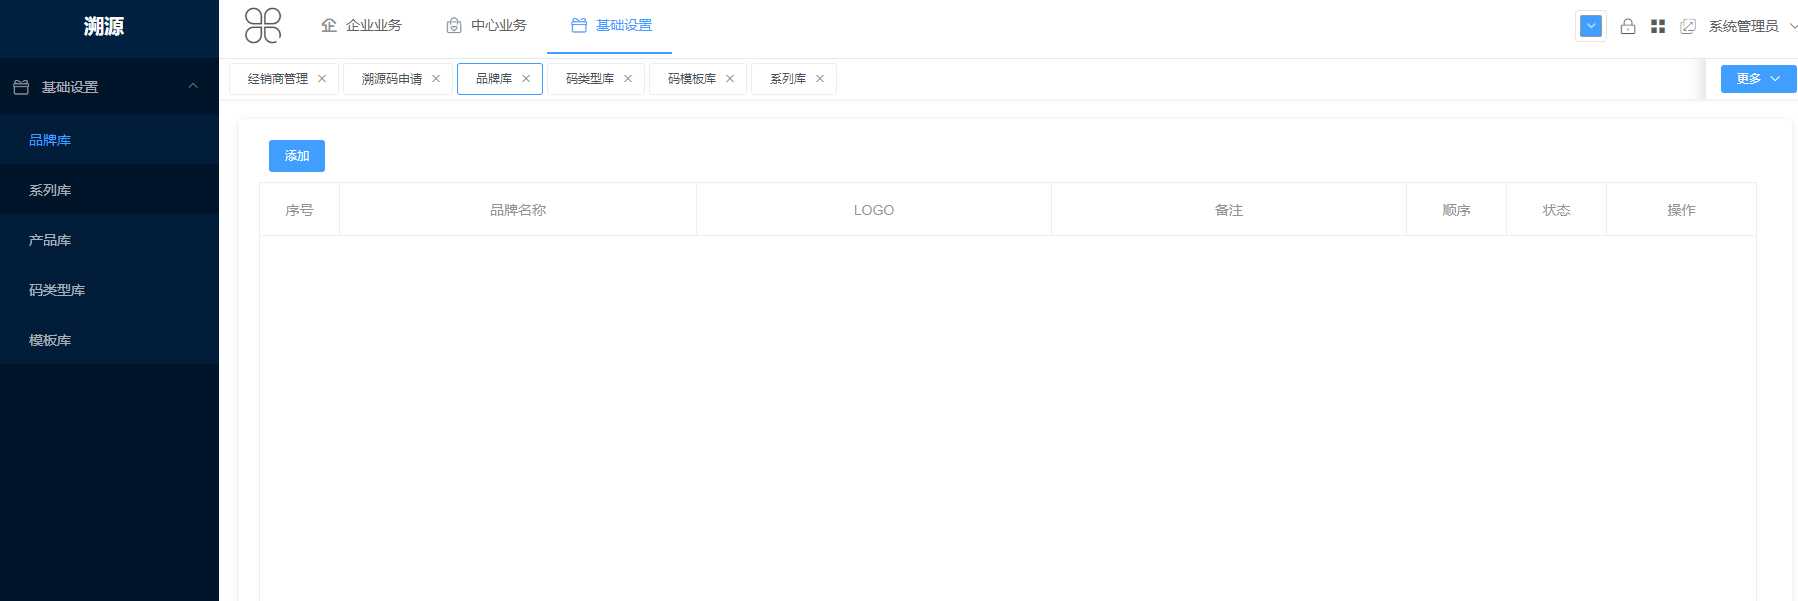 溯源
企业业务 中心业务 基础设置 系统管理员
经销商管理 溯源码申请 品牌库 码类型库 码模板库 系列库 更多
基础设置
品牌库
系列库
产品库
码类型库
模板库
添加
序号 品牌名称 LOGO 备注 顺序 状态 操作